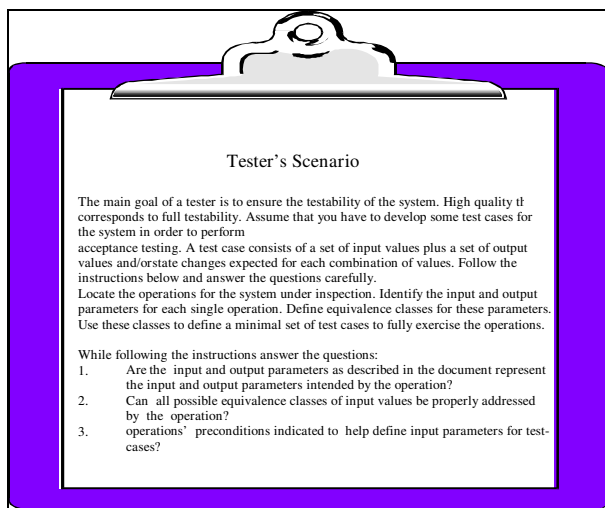 Tester's Scenario
The main goal of a tester is to ensure the testability of the system. High quality th
corresponds to full testability. Assume that you have to develop some test cases for
the system in order to perform
acceptance testing. A test case consists of a set of input values plus a set of output
values and/orstate changes expected for each combination of values. Follow the
instructions below and answer the questions carefully.
Locate the operations for the system under inspection. Identify the input and output
parameters for each single operation. Define equivalence classes for these parameters.
Use these classes to define a minimal set of test cases to fully exercise the operations.
While following the instructions answer the questions:
1. Are the input and output parameters as described in the document represent
the input and output parameters intended by the operation?
2. Can all possible equivalence classes of input values be properly addressed
by the operation?
3. operations' preconditions indicated to help define input parameters for test-
cases?